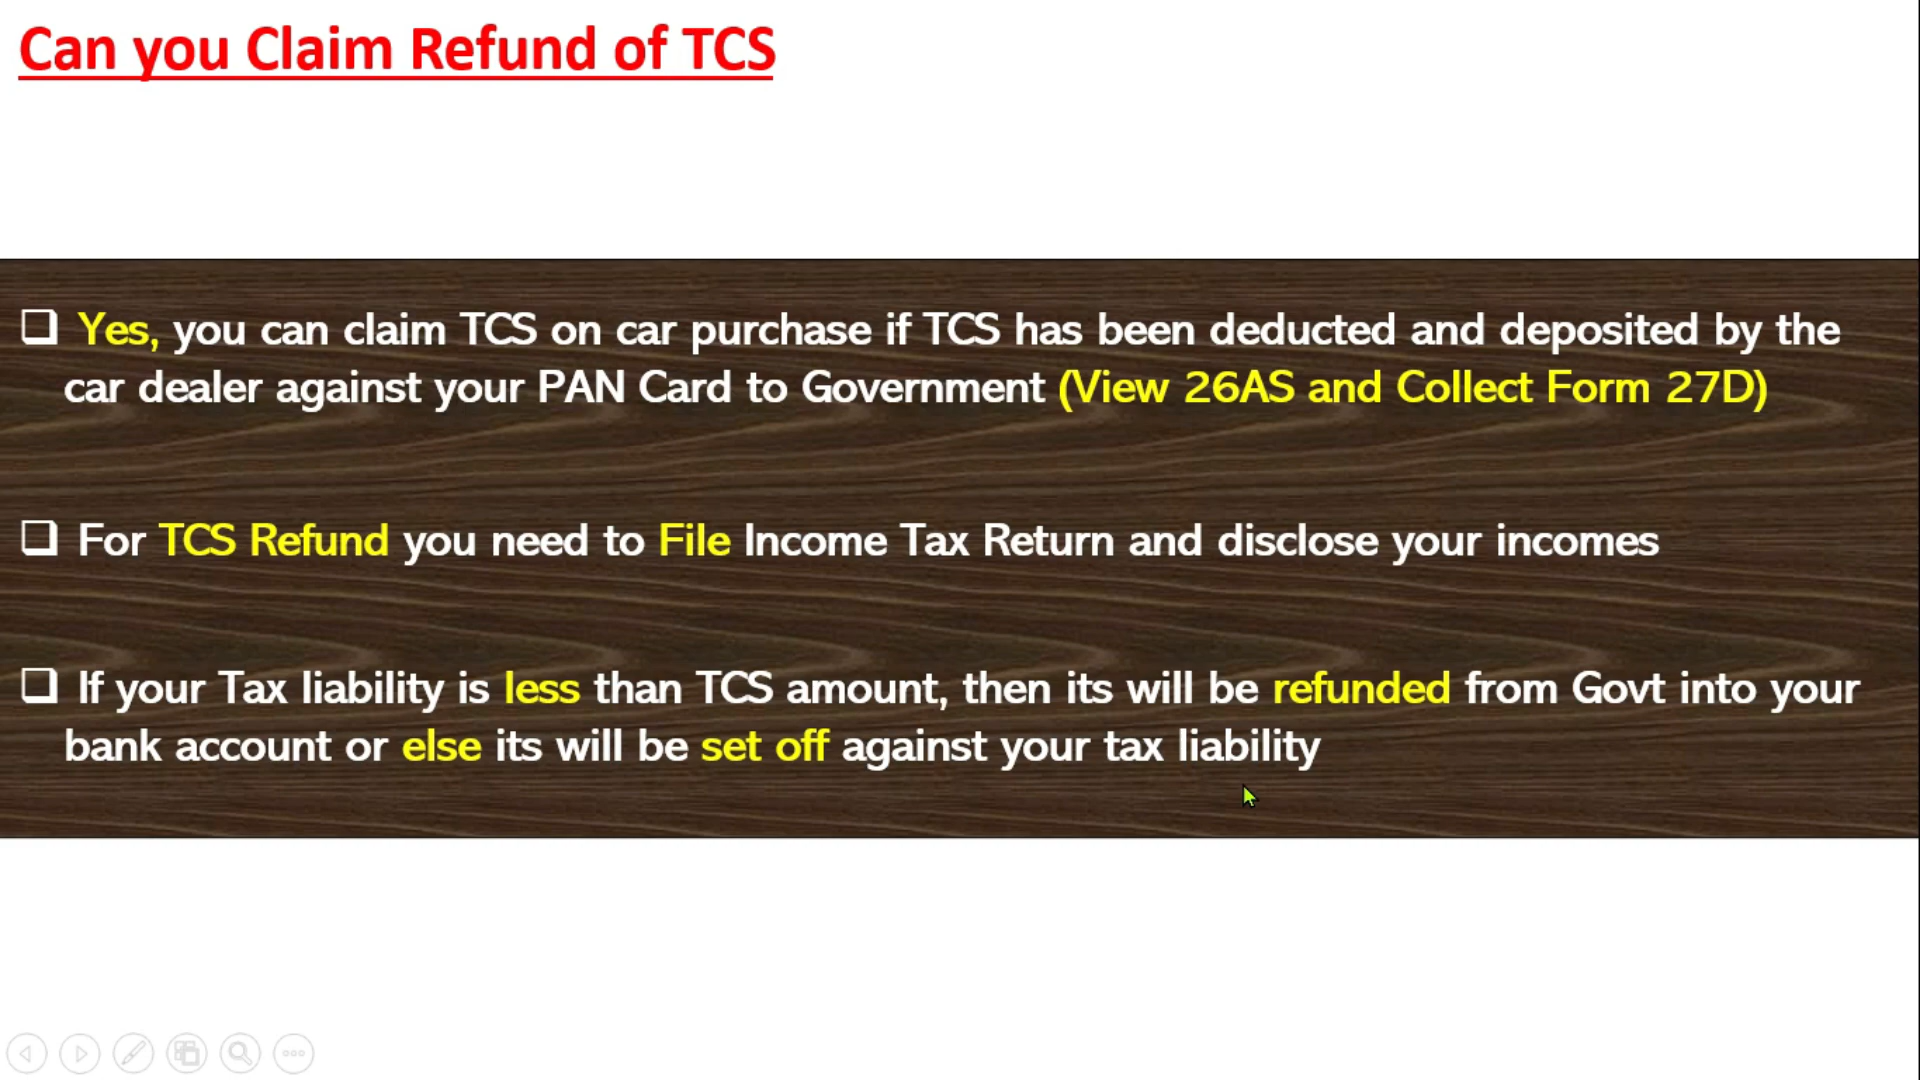 Can you Claim Refund of TCS
Yes, you can claim TCS on car purchase if TCS has been deducted and deposited by the
car dealer against your PAN Card to Government (View 26AS and Collect Form 27D)
For TCS Refund you need to File Income Tax Return and disclose your incomes
If your Tax liability is less than TCS amount, then its will be refunded from Govt into your
bank account or else its will be set off against your tax liability